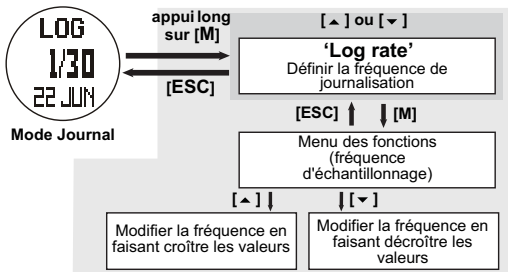 LOG
1/30
22 JUN
Mode Journal
appui long
sur [M]
[ESC]
[▲] ou [▼]
‘Log rate’
Définir la fréquence de
journalisation
[ESC] [M]
Menu des fonctions
(fréquence
d'échantillonnage)
[▲] [▼]
Modifier la fréquence en
faisant croître les valeurs
Modifier la fréquence en
faisant décroître les
valeurs